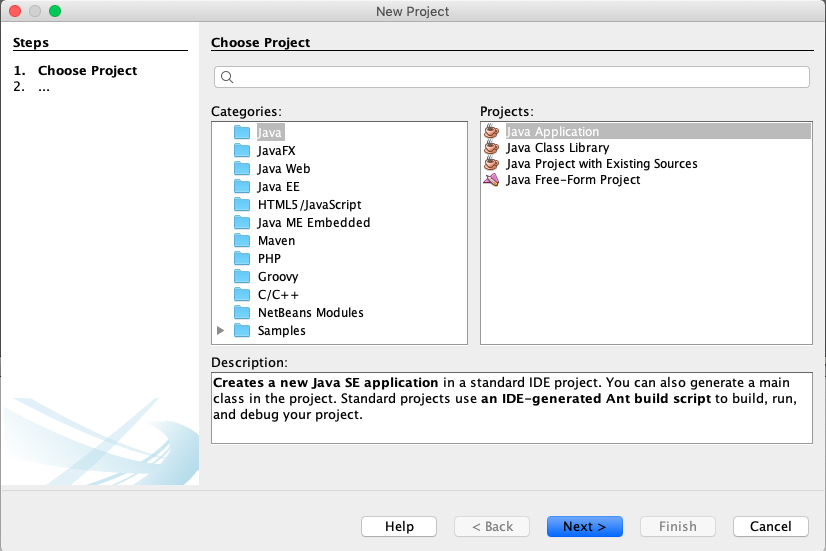 New Project
Steps
1. Choose Project
2. ...
Choose Project
Categories:
Java
JavaFX
Java Web
Java EE
HTML5/JavaScript
Java ME Embedded
Maven
PHP
Groovy
C/C++
NetBeans Modules
Samples
Projects:
Java Application
Java Class Library
Java Project with Existing Sources
Java Free-Form Project
Description:
Creates a new Java SE application in a standard IDE project. You can also generate a main
class in the project. Standard projects use an IDE-generated Ant build script to build, run,
and debug your project.
Help
< Back
Next >
Finish
Cancel